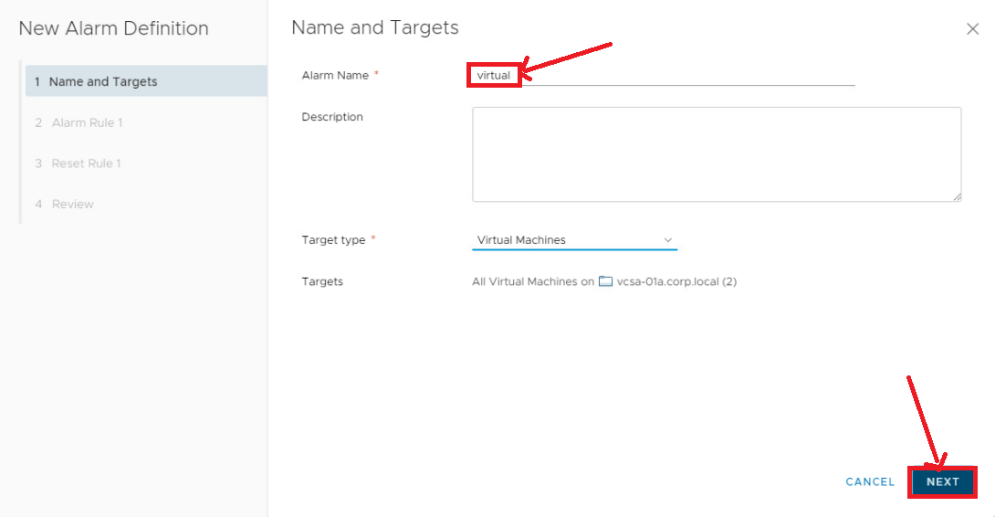 New Alarm Definition
1 Name and Targets
2 Alarm Rule 1
3 Reset Rule 1
4 Review
Name and Targets
Alarm Name *
virtual
Description
Target type *
Virtual Machines
Targets
All Virtual Machines on vcsa-01a.corp.local (2)
CANCEL
NEXT